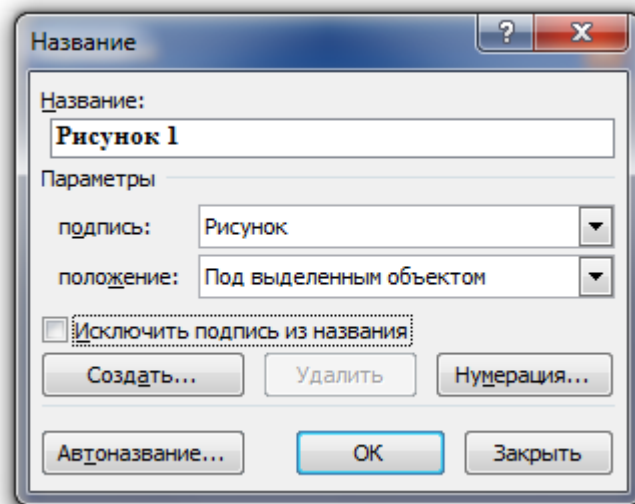 Название
Название:
Рисунок 1
Параметры
подпись: Рисунок
положение: Под выделенным объектом
Исключить подпись из названия
Создать... Удалить Нумерация...
Автоназвание... ОК Закрыть